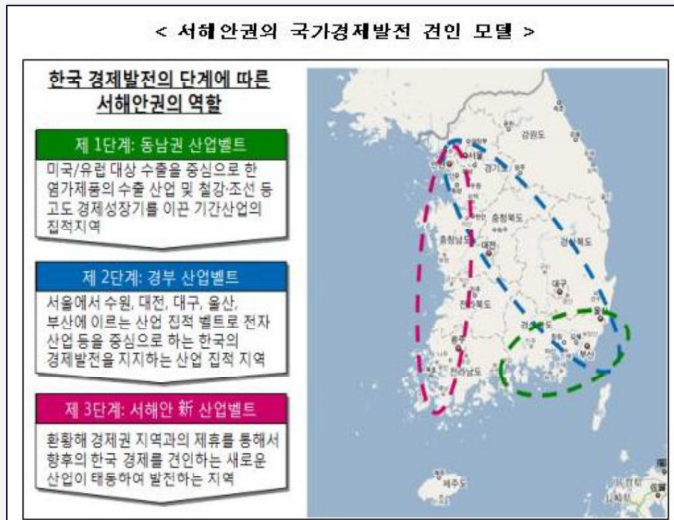 < 서해안권의 국가경제발전 견인 모델 >
한국 경제발전의 단계에 따른
서해안권의 역할
제 1단계: 동남권 산업벨트
미국/유럽 대상 수출을 중심으로 한
염가제품의 수출 산업 및 철강·조선 등
고도 경제성장기를 이끈 기간산업의
집적지역
제 2단계: 경부 산업벨트
서울에서 수원, 대전, 대구, 울산,
부산에 이르는 산업 집적 벨트로 전자
산업 등을 중심으로 하는 한국의
경제발전을 지지하는 산업 집적 지역
제 3단계: 서해안 新 산업벨트
환황해 경제권 지역과의 제휴를 통해서
향후의 한국 경제를 견인하는 새로운
산업이 태동하여 발전하는 지역
강원도
서울
경기도
충청북도
충청남도
대전
경상북도
대구
전라북도
울산
부산
광주
전라남도
제주도